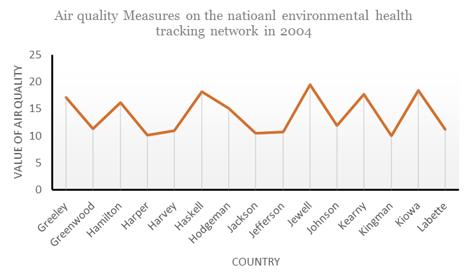 Air quality Measures on the natioanl environmental health
tracking network in 2004
VALUE OF AIR QUALITY
25
20
15
10
5
0
Greeley
Greenwood
Hamilton
Harper
Harvey
Haskell
Hodgeman
Jackson
Jefferson
Jewell
Johnson
Kearny
Kingman
Kiowa
Labette
COUNTRY